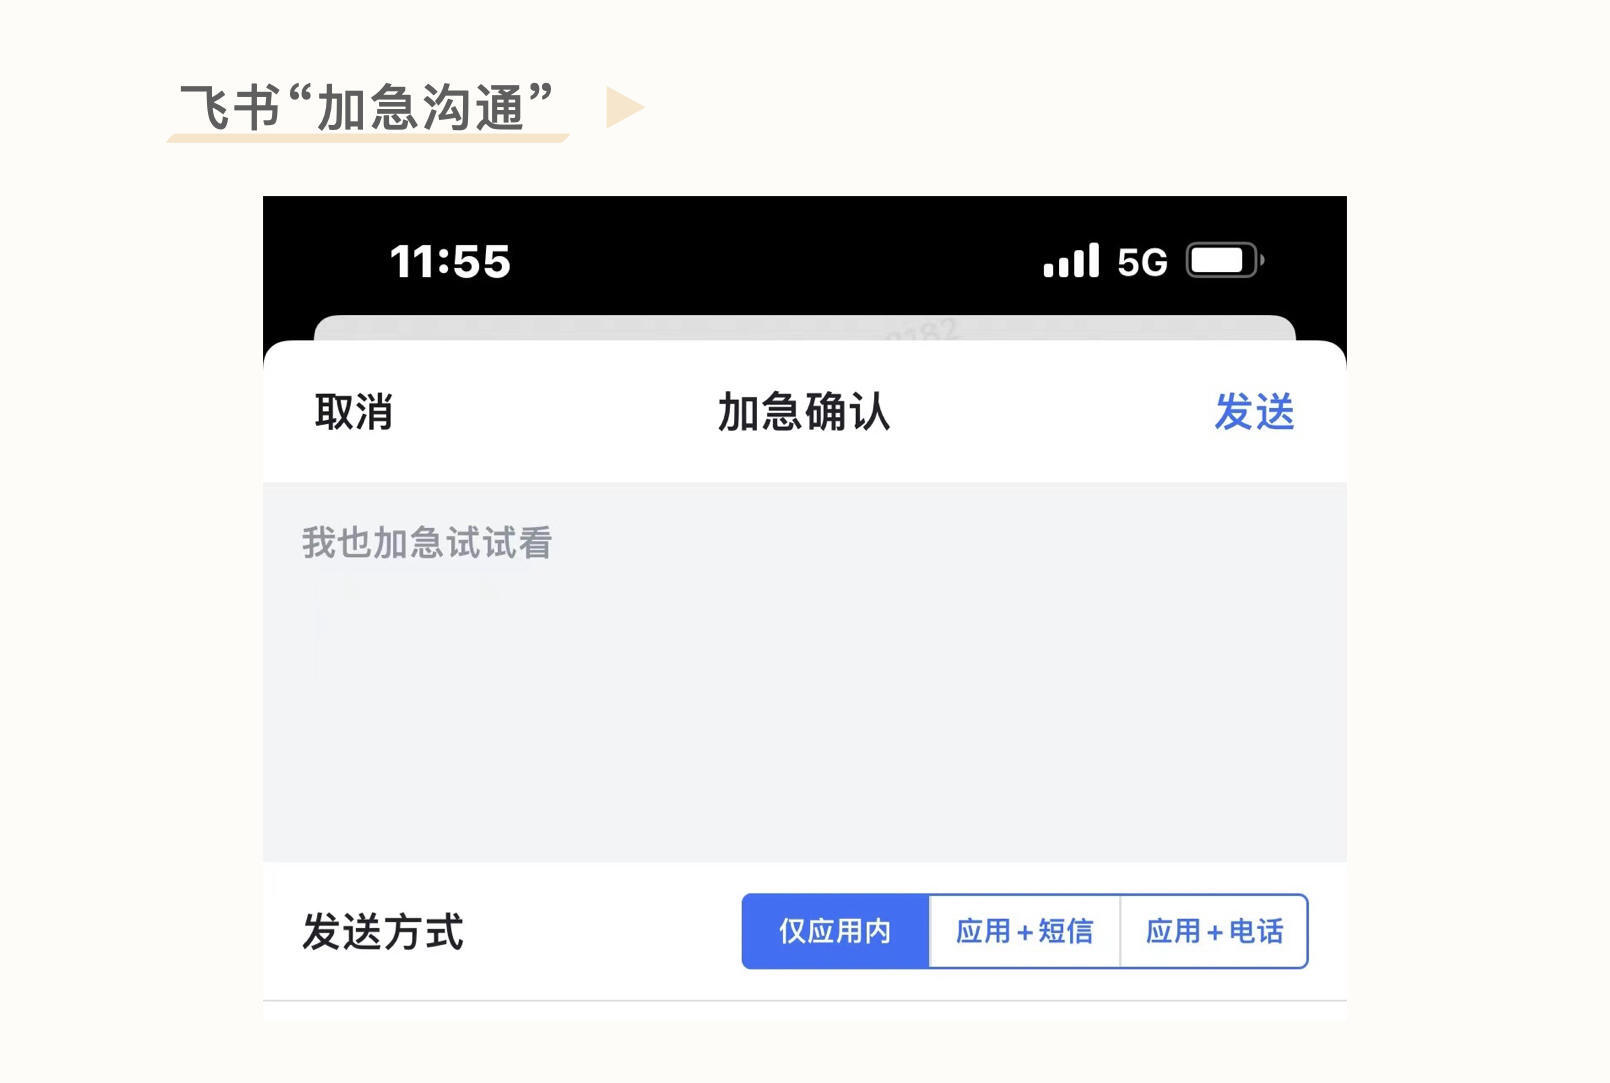 飞书“加急沟通”
11:55 5G
取消 加急确认 发送
我也加急试试看
发送方式 仅应用内 应用+短信 应用+电话